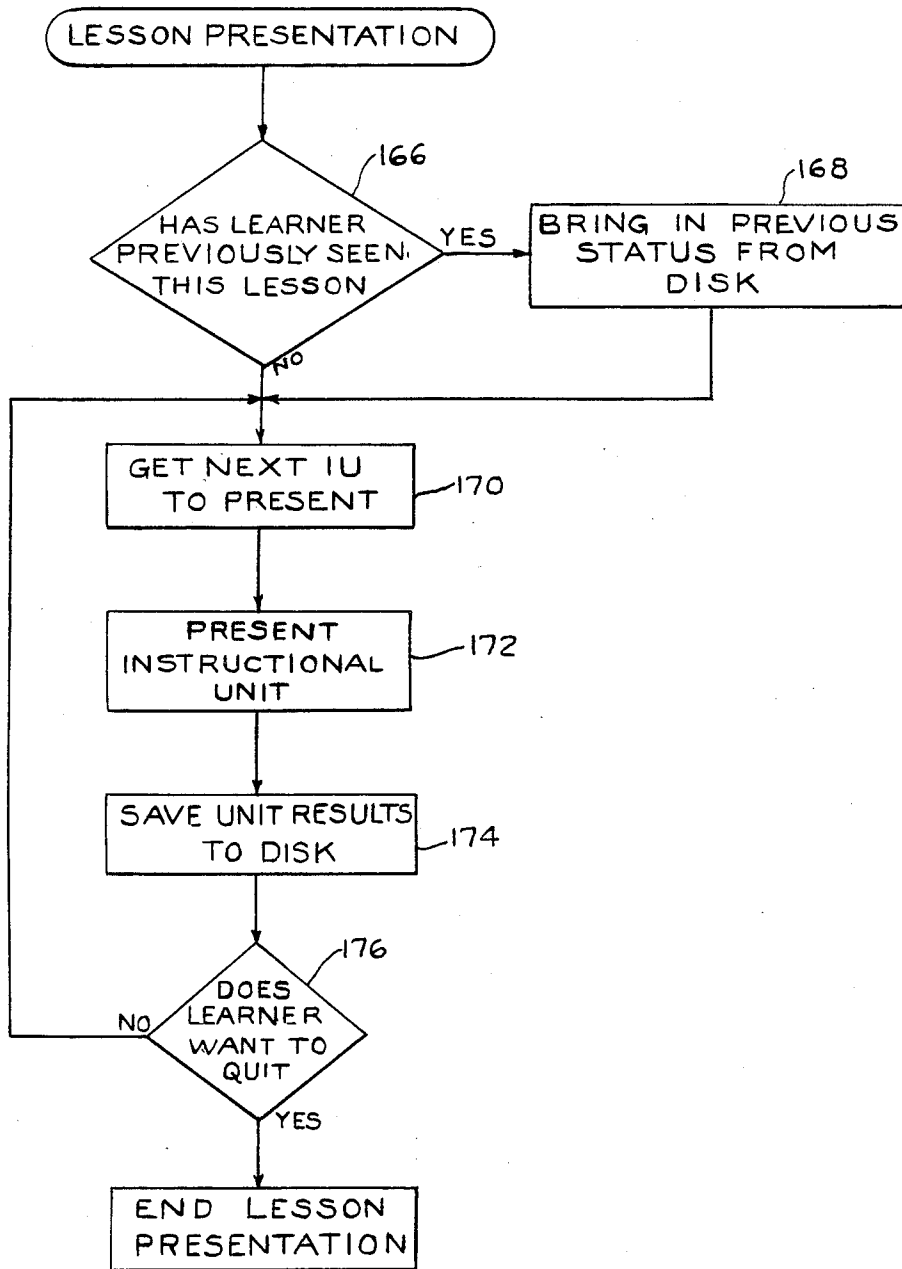 LESSON PRESENTATION
166
HAS LEARNER
PREVIOUSLY SEEN
THIS LESSON
YES
168
BRING IN PREVIOUS
STATUS FROM
DISK
NO
GET NEXT IU
TO PRESENT
170
PRESENT
INSTRUCTIONAL
UNIT
172
SAVE UNIT RESULTS
TO DISK
174
176
DOES
LEARNER
WANT TO
QUIT
NO
YES
END LESSON
PRESENTATION